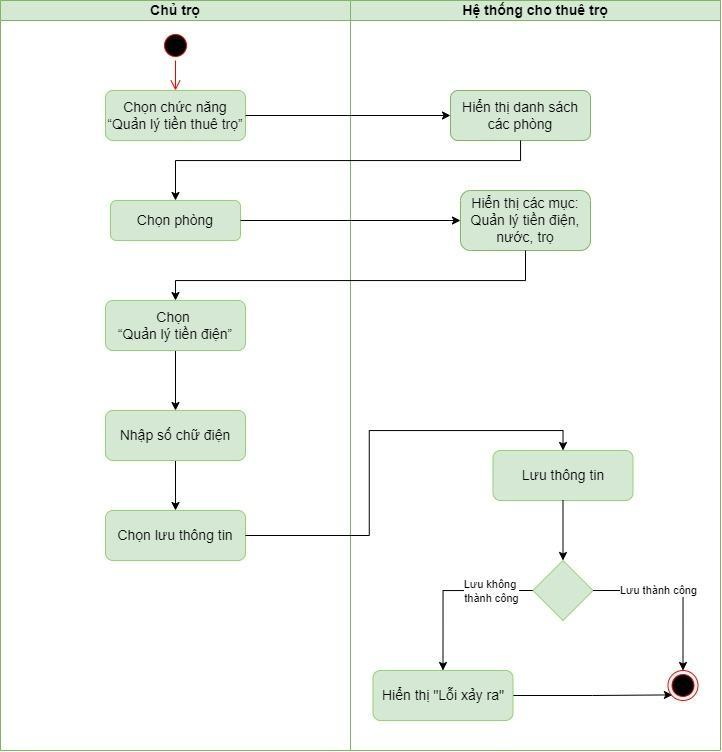 Chủ trọ
Hệ thống cho thuê trọ
Chọn chức năng
“Quản lý tiền thuê trọ”
Hiển thị danh sách
các phòng
Chọn phòng
Hiển thị các mục:
Quản lý tiền điện,
nước, trọ
Chọn
“Quản lý tiền điện”
Nhập số chữ điện
Chọn lưu thông tin
Lưu thông tin
Lưu không
thành công
Lưu thành công
Hiển thị "Lỗi xảy ra"